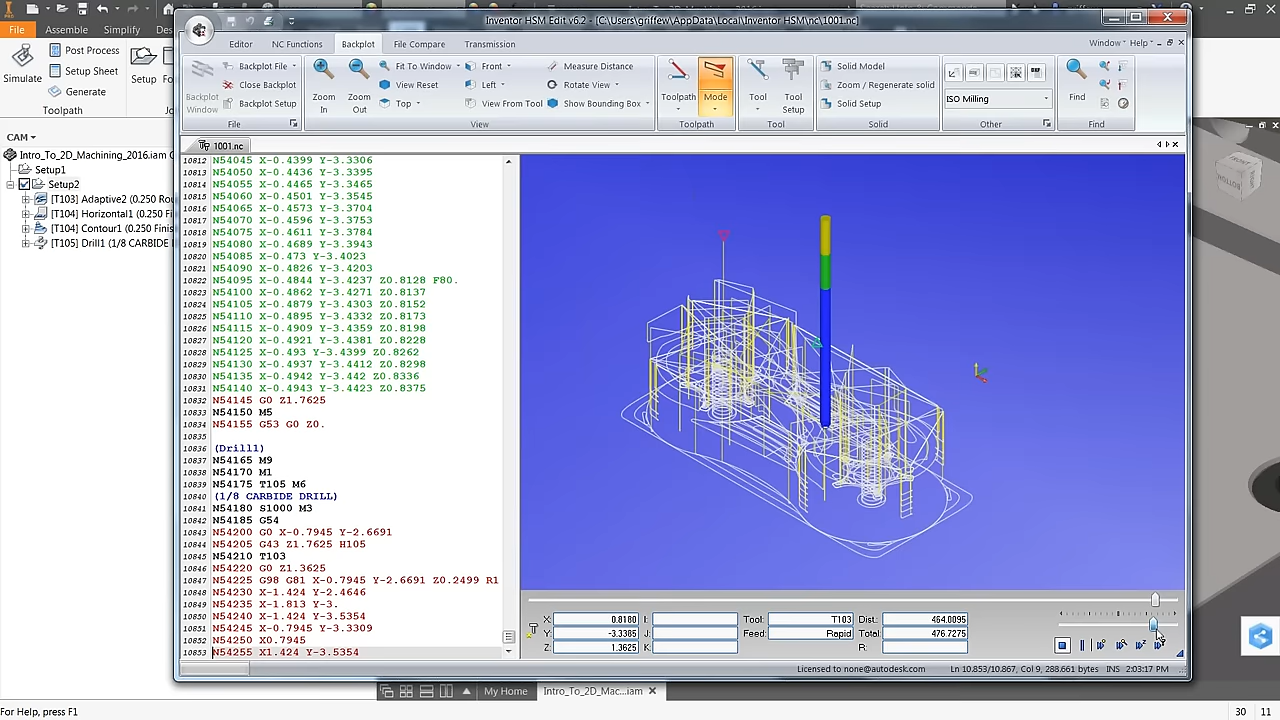 Inventor HSM Edit v6.2 - [C:\Users\griffew\AppData\Local\Inventor HSM\nc\1001.nc]
File Assemble Simplify
Simulate
Post Process
Setup Sheet
Generate
Setup
Toolpath
Editor NC Functions Backplot File Compare Transmission Window Help
Backplot Window
Backplot File
Close Backplot
Backplot Setup
File
Zoom In
Zoom Out
Fit To Window
View Reset
Top
Front
Left
View From Tool
Measure Distance
Rotate View
Show Bounding Box
View
Toolpath
Mode
Toolpath
Tool
Tool Setup
Tool
Solid Model
Zoom / Regenerate solid
Solid Setup
Solid
ISO Milling
Other
Find
Find
CAM
Intro_To_2D_Machining_2016.iam
Setup1
Setup2
[T103] Adaptive2 (0.250 Ro
[T104] Horizontal1 (0.250 Fi
[T104] Contour1 (0.250 Finis
[T105] Drill1 (1/8 CARBIDE D
1001.nc
10812 N54045 X-0.4399 Y-3.3306
10813 N54050 X-0.4436 Y-3.3395
10814 N54055 X-0.4465 Y-3.3465
10815 N54060 X-0.4501 Y-3.3545
10816 N54065 X-0.4573 Y-3.3704
10817 N54070 X-0.4596 Y-3.3753
10818 N54075 X-0.4611 Y-3.3784
10819 N54080 X-0.4689 Y-3.3943
10820 N54085 X-0.473 Y-3.4023
10821 N54090 X-0.4826 Y-3.4203
10822 N54095 X-0.4844 Y-3.4237 Z0.8128 F80.
10823 N54100 X-0.4862 Y-3.4271 Z0.8137
10824 N54105 X-0.4879 Y-3.4303 Z0.8152
10825 N54110 X-0.4895 Y-3.4332 Z0.8173
10826 N54115 X-0.4909 Y-3.4359 Z0.8198
10827 N54120 X-0.4921 Y-3.4381 Z0.8228
10828 N54125 X-0.493 Y-3.4399 Z0.8262
10829 N54130 X-0.4937 Y-3.4412 Z0.8298
10830 N54135 X-0.4942 Y-3.442 Z0.8336
10831 N54140 X-0.4943 Y-3.4423 Z0.8375
10832 N54145 G0 Z1.7625
10833 N54150 M5
10834 N54155 G53 G0 Z0.
10835
10836 (Drill1)
10837 N54165 M9
10838 N54170 M1
10839 N54175 T105 M6
10840 (1/8 CARBIDE DRILL)
10841 N54180 S1000 M3
10842 N54185 G54
10843 N54200 G0 X-0.7945 Y-2.6691
10844 N54205 G43 Z1.7625 H105
10845 N54210 T103
10846 N54220 G0 Z1.3625
10847 N54225 G98 G81 X-0.7945 Y-2.6691 Z0.2499 R1
10848 N54230 X-1.424 Y-2.4646
10849 N54235 X-1.813 Y-3.
10850 N54240 X-1.424 Y-3.5354
10851 N54245 X-0.7945 Y-3.3309
10852 N54250 X0.7945
10853 N54255 X1.424 Y-3.5354
X: 0.8180 I: Tool: T103 Dist.: 464.0095
Y: -3.3385 J: Feed: Rapid Total: 476.7275
Z: 1.3625 K: R:
Licensed to none@autodesk.com Ln 10.853/10.867, Col 9, 288.661 bytes INS 2:03:17 PM
My Home Intro_To_2D_Mac...iam
For Help, press F1 30 11